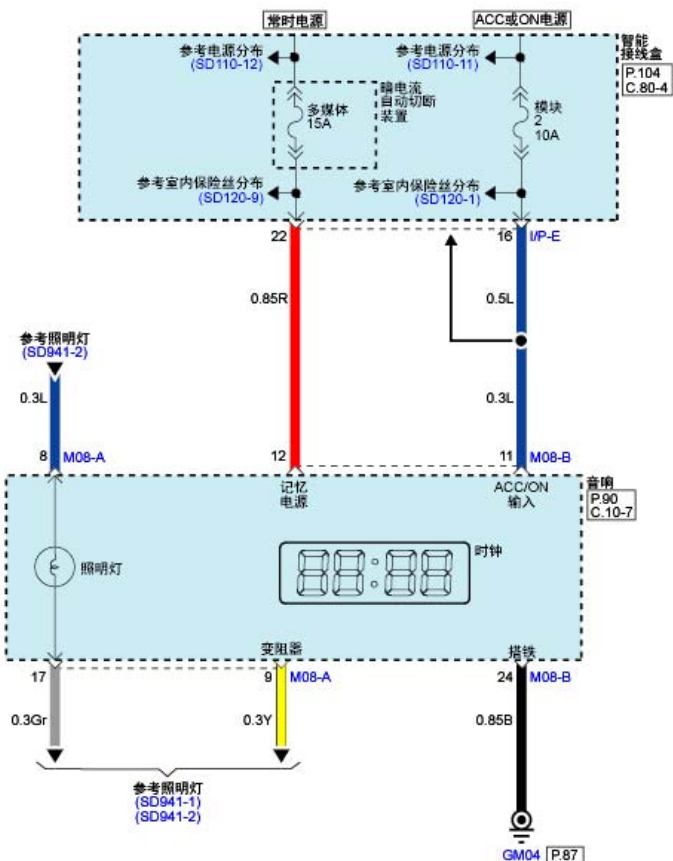 常时电源
ACC或ON电源
参考电源分布
(SD110-12)
参考电源分布
(SD110-11)
智能
接线盒
P.104
C.80-4
多媒体
15A
暗电流
自动切断
装置
模块
2
10A
参考室内保险丝分布
(SD120-9)
参考室内保险丝分布
(SD120-1)
22
16
I/P-E
0.85R
0.5L
参考照明灯
(SD941-2)
0.3L
0.3L
8
M08-A
12
11
M08-B
记忆
电源
ACC/ON
输入
音响
P.90
C.10-7
照明灯
88:88
时钟
变阻器
搭铁
17
9
M08-A
24
M08-B
0.3Gr
0.3Y
0.85B
参考照明灯
(SD941-1)
(SD941-2)
GM04
P.87